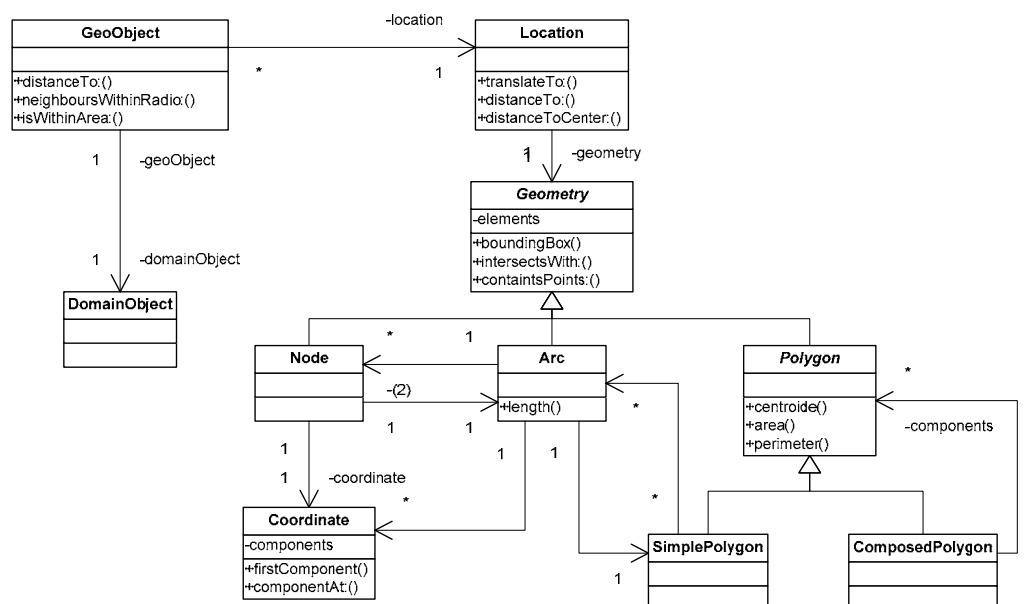 -location
GeoObject
Location
*
1
+distanceTo:()
+neighboursWithinRadio:()
+isWithinArea:()
+translateTo:()
+distanceTo:()
+distanceToCenter:()
1
-geoObject
1
1
-geometry
Geometry
-elements
+boundingBox()
+intersectsWith:()
+containtsPoints:()
1
-domainObject
DomainObject
*
1
Node
Arc
Polygon
*
-(2)
+length()
*
+centroide()
+area()
+perimeter()
-components
1
1
1
1
1
1
-coordinate
*
*
Coordinate
-components
+firstComponent()
+componentAt:()
SimplePolygon
ComposedPolygon
1